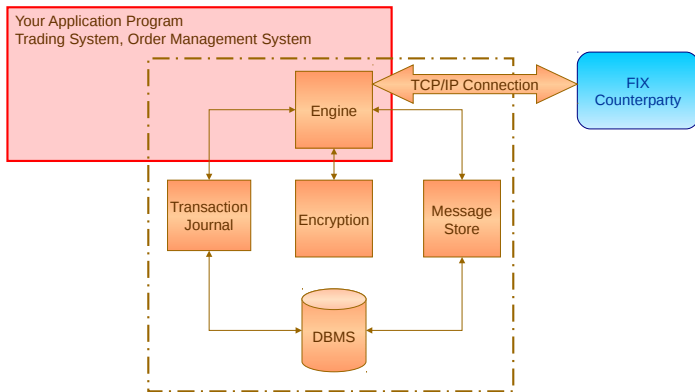 Your Application Program
Trading System, Order Management System
Engine
TCP/IP Connection
FIX
Counterparty
Transaction
Journal
Encryption
Message
Store
DBMS